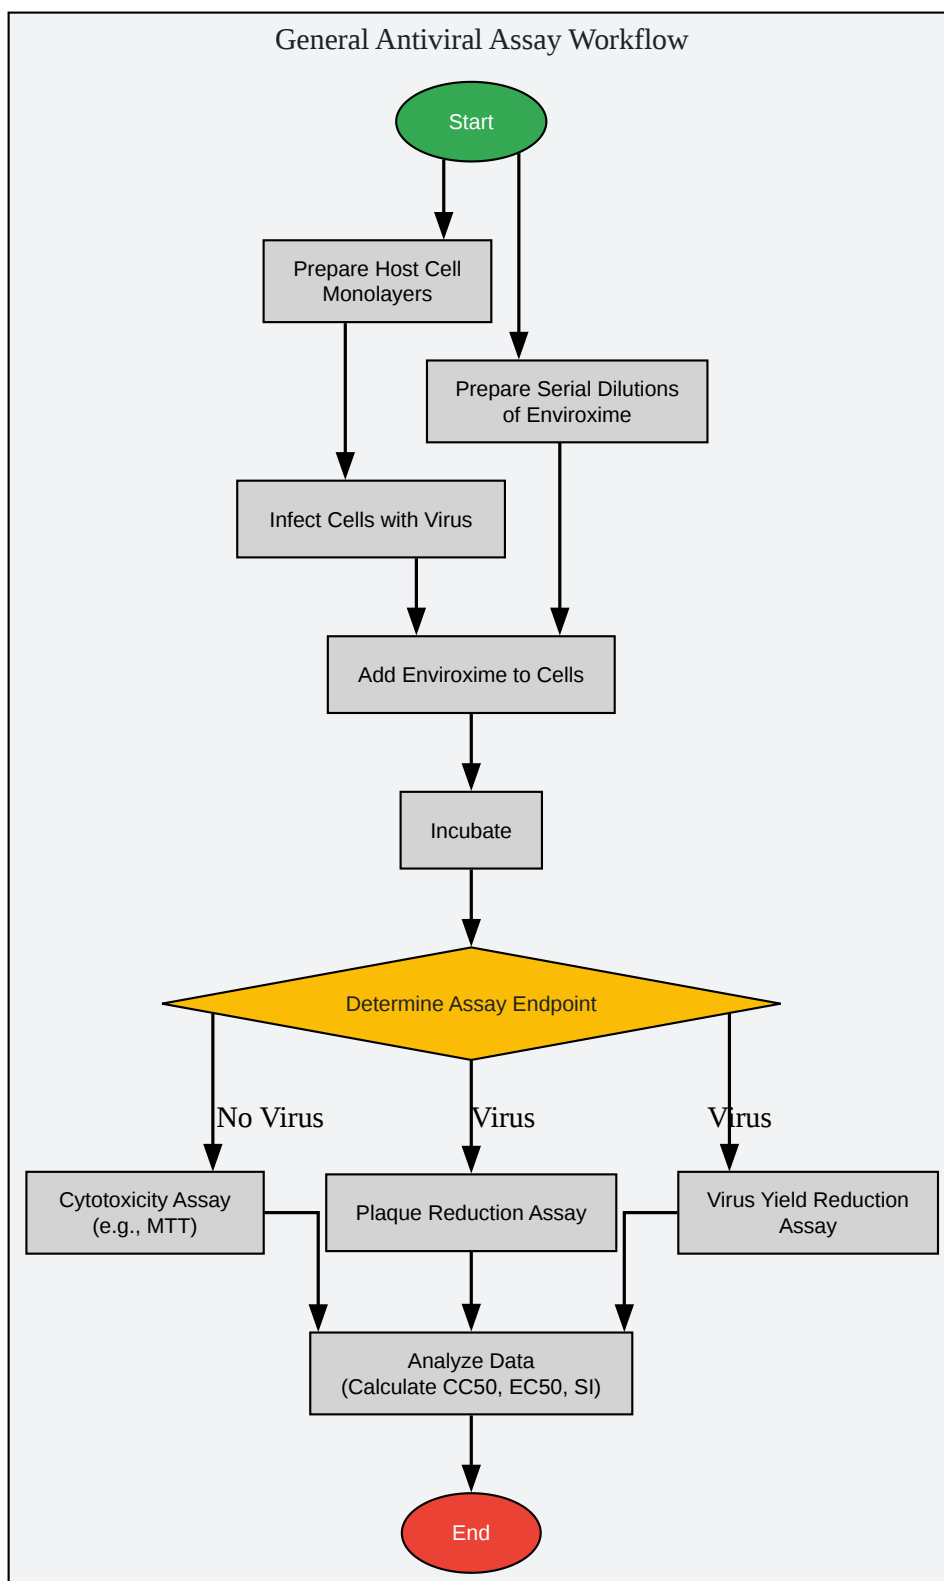 General Antiviral Assay Workflow
Start
Prepare Host Cell
Monolayers
Prepare Serial Dilutions
of Enviroxime
Infect Cells with Virus
Add Enviroxime to Cells
Incubate
Determine Assay Endpoint
No Virus
Virus
Virus
Cytotoxicity Assay
(e.g., MTT)
Plaque Reduction Assay
Virus Yield Reduction
Assay
Analyze Data
(Calculate CC50, EC50, SI)
End